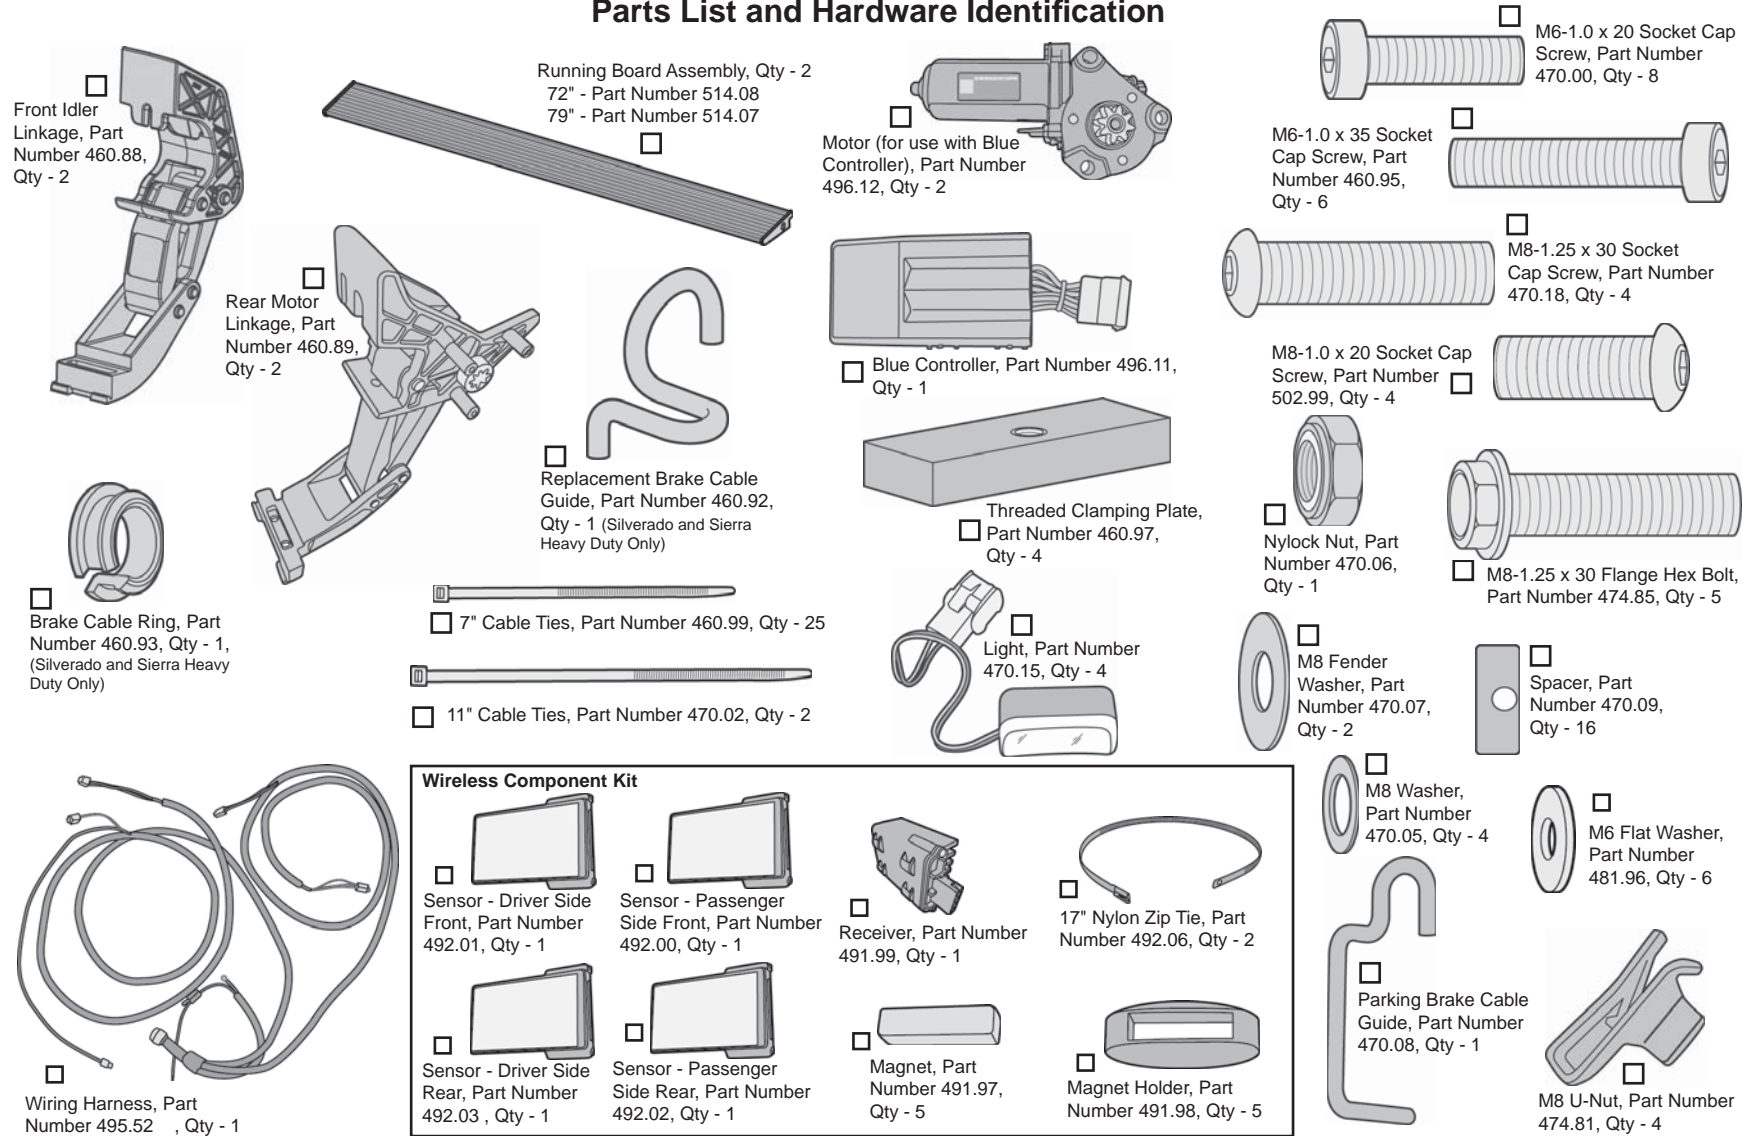 Parts List and Hardware Identification
Front Idler
Linkage, Part
Number 460.88,
Qty - 2
Running Board Assembly, Qty - 2
72" - Part Number 514.08
79" - Part Number 514.07
Motor (for use with Blue
Controller), Part Number
496.12, Qty - 2
M6-1.0 x 20 Socket Cap
Screw, Part Number
470.00, Qty - 8
M6-1.0 x 35 Socket
Cap Screw, Part
Number 460.95,
Qty - 6
M8-1.25 x 30 Socket
Cap Screw, Part Number
470.18, Qty - 4
Rear Motor
Linkage, Part
Number 460.89,
Qty - 2
Blue Controller, Part Number 496.11,
Qty - 1
M8-1.0 x 20 Socket Cap
Screw, Part Number
502.99, Qty - 4
Replacement Brake Cable
Guide, Part Number 460.92,
Qty - 1 (Silverado and Sierra
Heavy Duty Only)
Threaded Clamping Plate,
Part Number 460.97,
Qty - 4
Nylock Nut, Part
Number 470.06,
Qty - 1
M8-1.25 x 30 Flange Hex Bolt,
Part Number 474.85, Qty - 5
Brake Cable Ring, Part
Number 460.93, Qty - 1,
(Silverado and Sierra Heavy
Duty Only)
7" Cable Ties, Part Number 460.99, Qty - 25
11" Cable Ties, Part Number 470.02, Qty - 2
Light, Part Number
470.15, Qty - 4
M8 Fender
Washer, Part
Number 470.07,
Qty - 2
Spacer, Part
Number 470.09,
Qty - 16
M8 Washer,
Part Number
470.05, Qty - 4
M6 Flat Washer,
Part Number
481.96, Qty - 6
Wireless Component Kit
Sensor - Driver Side
Front, Part Number
492.01, Qty - 1
Sensor - Passenger
Side Front, Part Number
492.00, Qty - 1
Receiver, Part Number
491.99, Qty - 1
17" Nylon Zip Tie, Part
Number 492.06, Qty - 2
Sensor - Driver Side
Rear, Part Number
492.03 , Qty - 1
Sensor - Passenger
Side Rear, Part Number
492.02, Qty - 1
Magnet, Part
Number 491.97,
Qty - 5
Magnet Holder, Part
Number 491.98, Qty - 5
Parking Brake Cable
Guide, Part Number
470.08, Qty - 1
M8 U-Nut, Part Number
474.81, Qty - 4
Wiring Harness, Part
Number 495.52 , Qty - 1